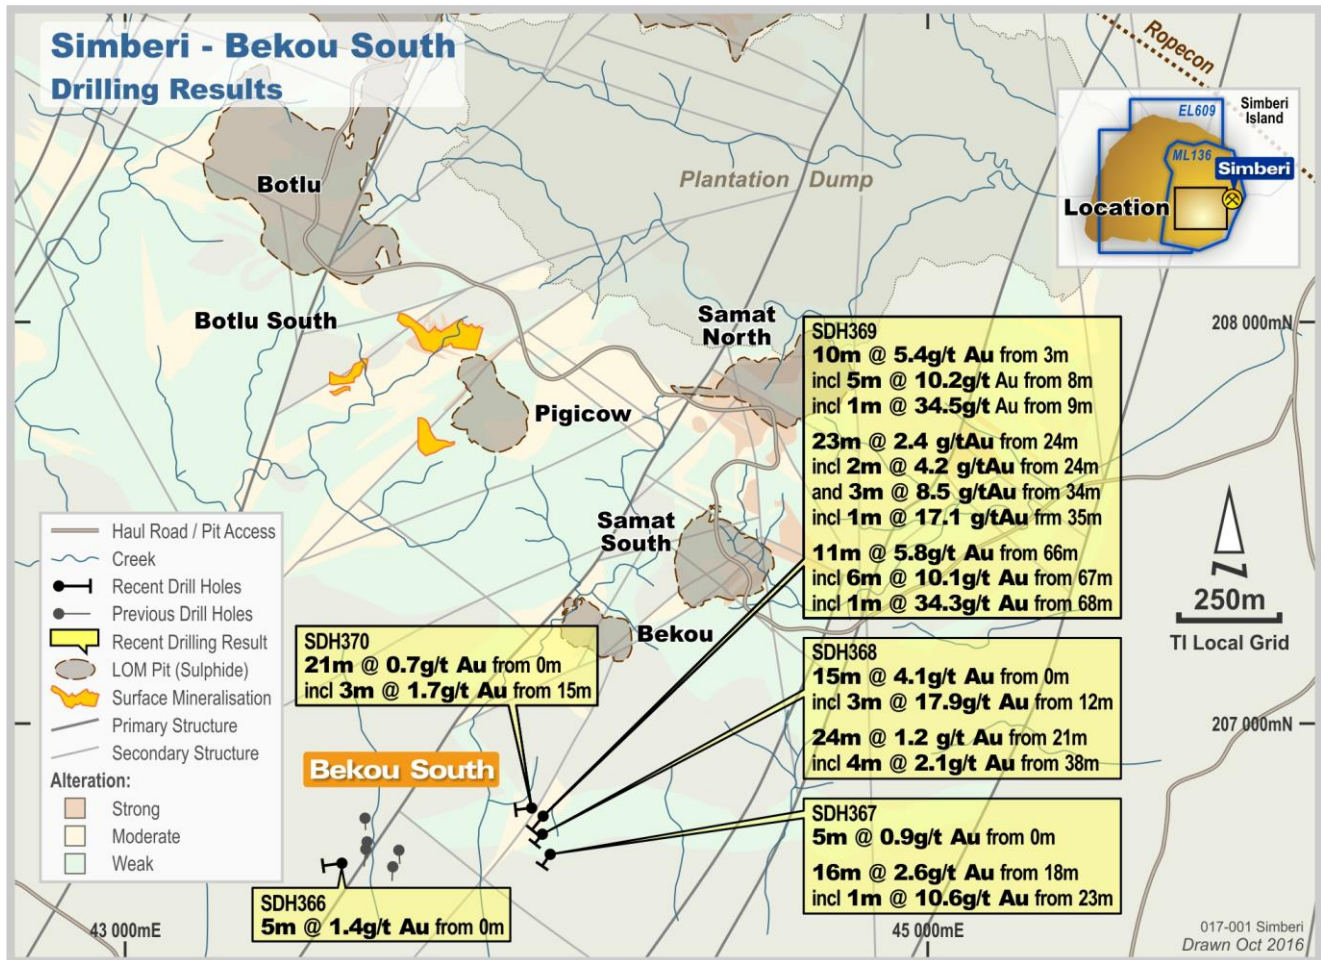 Simberi - Bekou South
Drilling Results
Ropecon
EL609
Simberi
Island
ML136
Simberi
Location
Botlu
Plantation Dump
Botlu South
Samat
North
208 000mN
Pigicow
SDH369
10m @ 5.4g/t Au from 3m
incl 5m @ 10.2g/t Au from 8m
incl 1m @ 34.5g/t Au from 9m
23m @ 2.4 g/tAu from 24m
incl 2m @ 4.2 g/tAu from 24m
and 3m @ 8.5 g/tAu from 34m
incl 1m @ 17.1 g/tAu frm 35m
11m @ 5.8g/t Au from 66m
incl 6m @ 10.1g/t Au from 67m
incl 1m @ 34.3g/t Au from 68m
Samat
South
Haul Road / Pit Access
Creek
Recent Drill Holes
Previous Drill Holes
Recent Drilling Result
LOM Pit (Sulphide)
Surface Mineralisation
Primary Structure
Secondary Structure
Alteration:
Strong
Moderate
Weak
N
250m
TI Local Grid
Bekou
SDH370
21m @ 0.7g/t Au from 0m
incl 3m @ 1.7g/t Au from 15m
SDH368
15m @ 4.1g/t Au from 0m
incl 3m @ 17.9g/t Au from 12m
24m @ 1.2 g/t Au from 21m
incl 4m @ 2.1g/t Au from 38m
207 000mN
Bekou South
SDH367
5m @ 0.9g/t Au from 0m
16m @ 2.6g/t Au from 18m
incl 1m @ 10.6g/t Au from 23m
SDH366
5m @ 1.4g/t Au from 0m
43 000mE
45 000mE
017-001 Simberi
Drawn Oct 2016